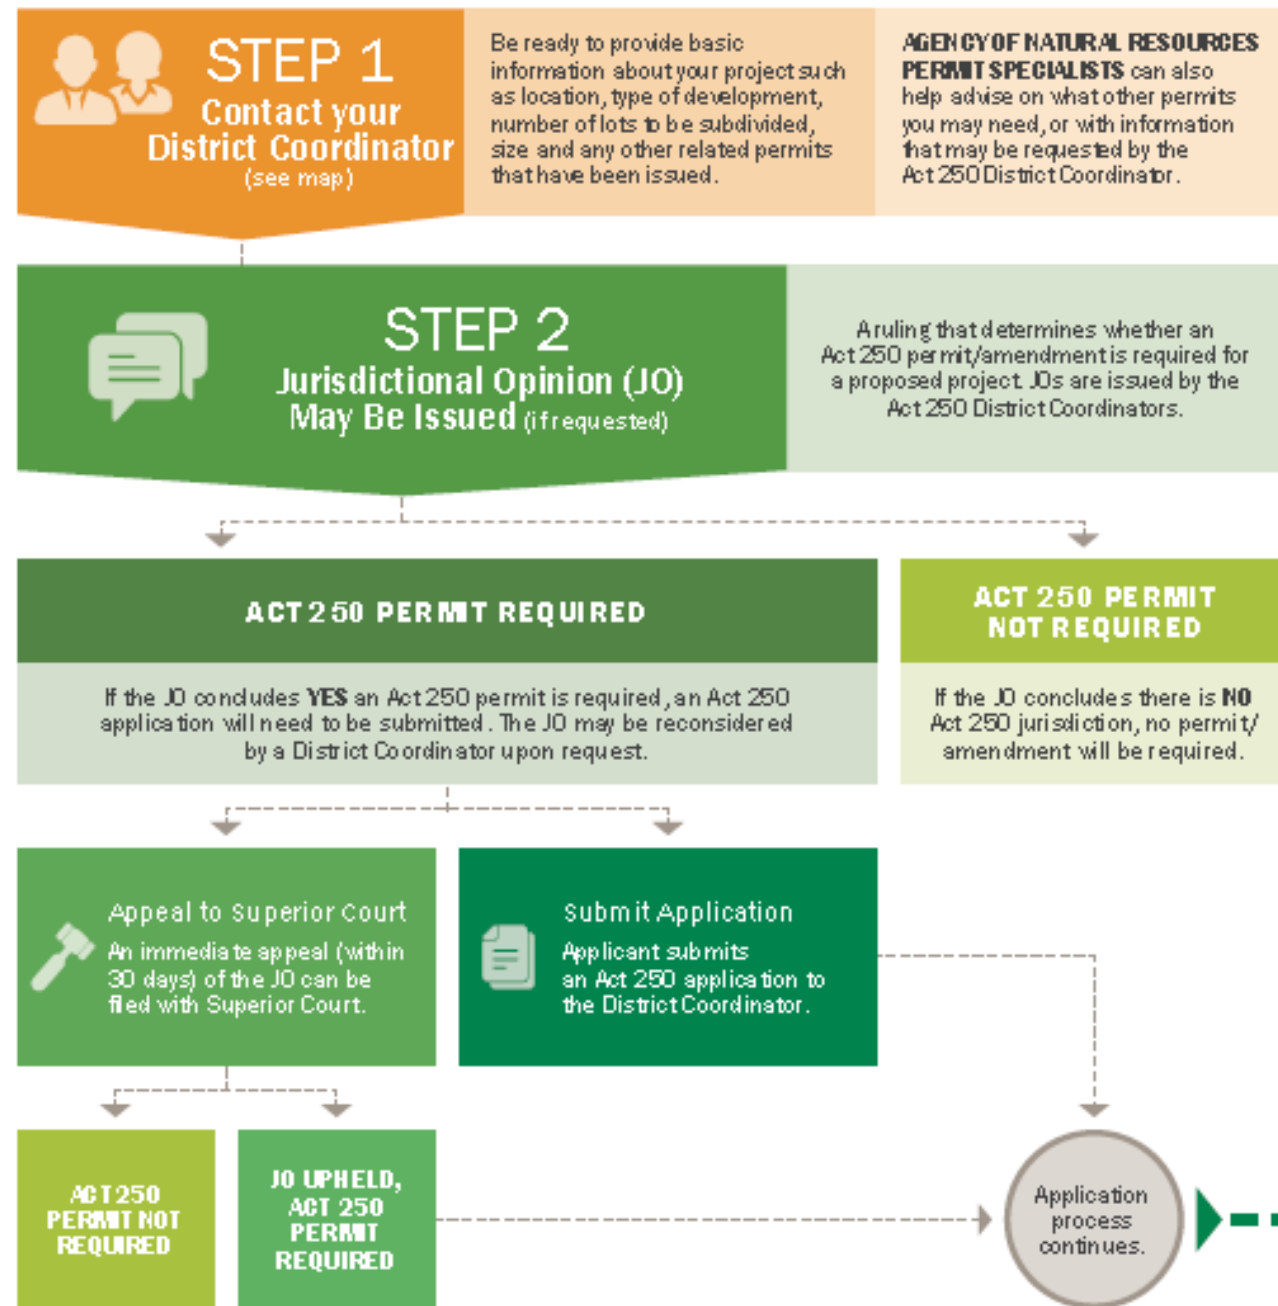 STEP 1
Contact your
District Coordinator
(see map)
Be ready to provide basic
information about your project such
as location, type of development,
number of lots to be subdivided,
size and any other related permits
that have been issued.
AGENCY OF NATURAL RESOURCES
PERMIT SPECIALISTS can also
help advise on what other permits
you may need, or with information
that may be requested by the
Act 250 District Coordinator.
STEP 2
Jurisdictional Opinion (JO)
May Be Issued (if requested)
A ruling that determines whether an
Act 250 permit/amendment is required for
a proposed project. JOs are issued by the
Act 250 District Coordinators.
ACT 250 PERMIT REQUIRED
If the JO concludes YES an Act 250 permit is required, an Act 250
application will need to be submitted. The JO may be reconsidered
by a District Coordinator upon request.
ACT 250 PERMIT
NOT REQUIRED
If the JO concludes there is NO
Act 250 jurisdiction, no permit/
amendment will be required.
Appeal to Superior Court
An immediate appeal (within
30 days) of the JO can be
filed with Superior Court.
Submit Application
Applicant submits
an Act 250 application to
the District Coordinator.
ACT 250
PERMIT NOT
REQUIRED
JO UPHELD,
ACT 250
PERMIT
REQUIRED
Application
process
continues.